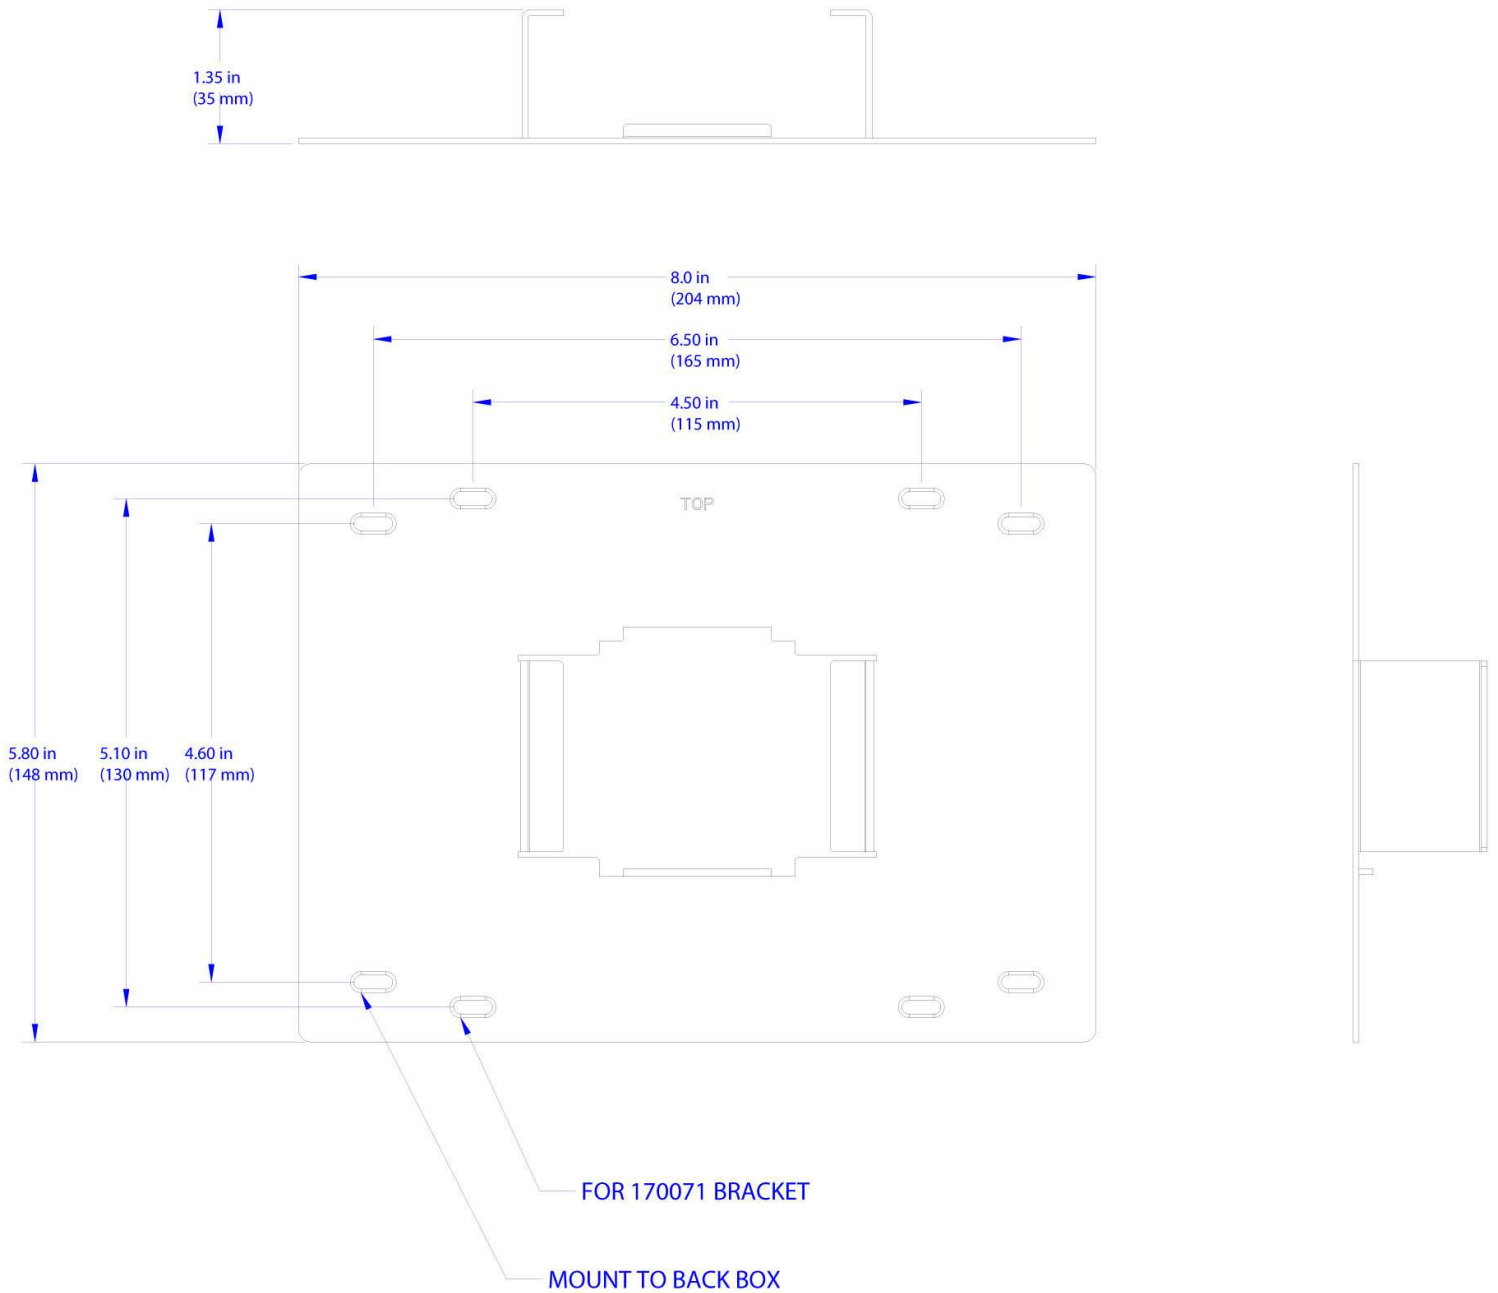 1.35 in
(35 mm)
8.0 in
(204 mm)
6.50 in
(165 mm)
4.50 in
(115 mm)
TOP
5.80 in
(148 mm)
5.10 in
(130 mm)
4.60 in
(117 mm)
FOR 170071 BRACKET
MOUNT TO BACK BOX